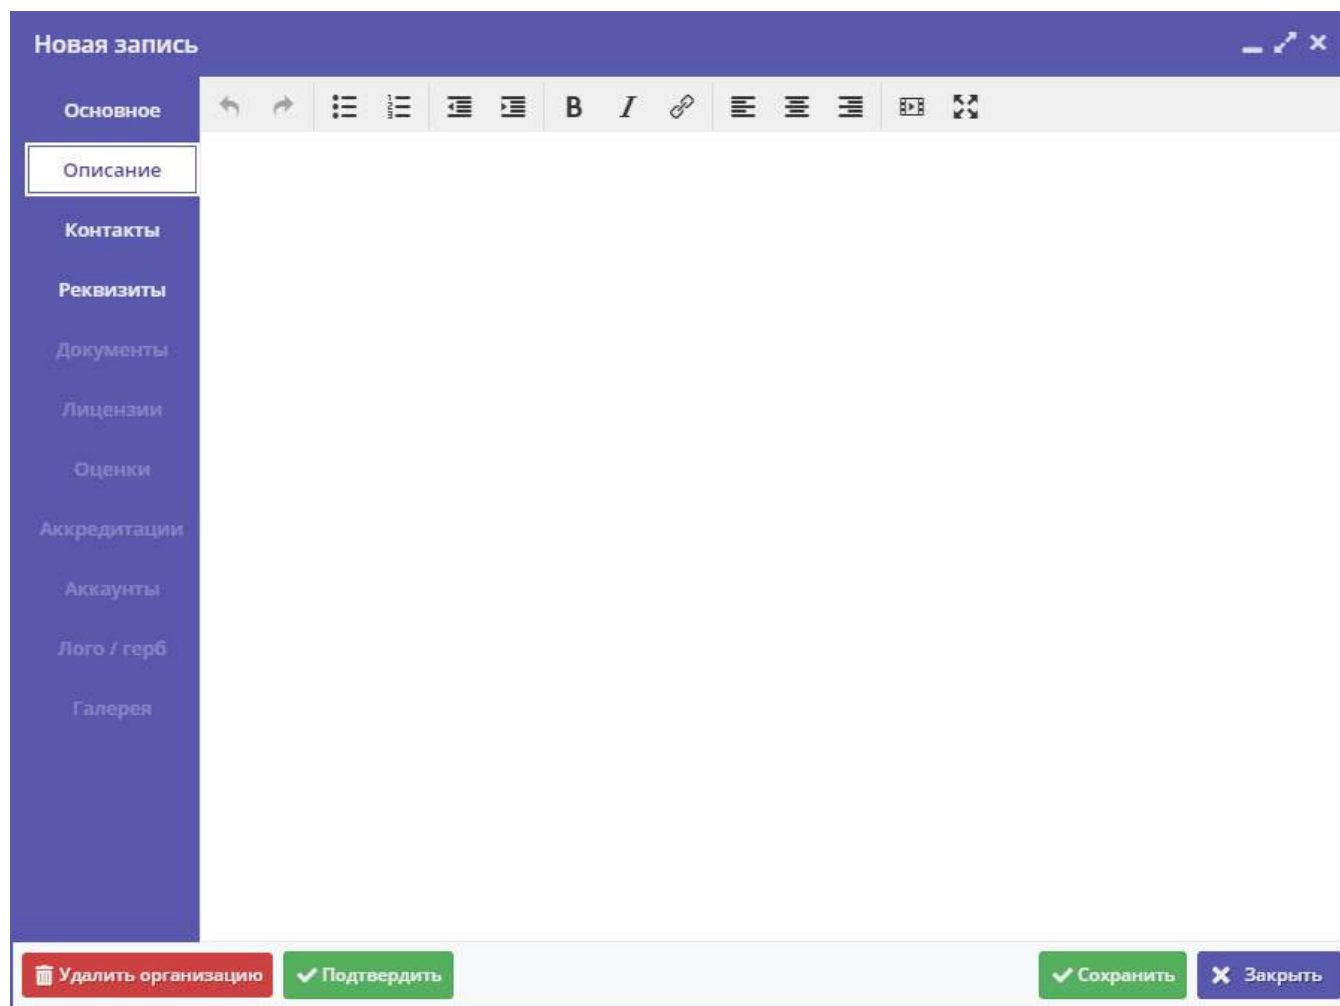 Новая запись
Основное
Описание
Контакты
Реквизиты
Документы
Лицензии
Оценки
Аккредитации
Аккаунты
Лого / герб
Галерея
Удалить организацию
Подтвердить
Сохранить
Закрыть